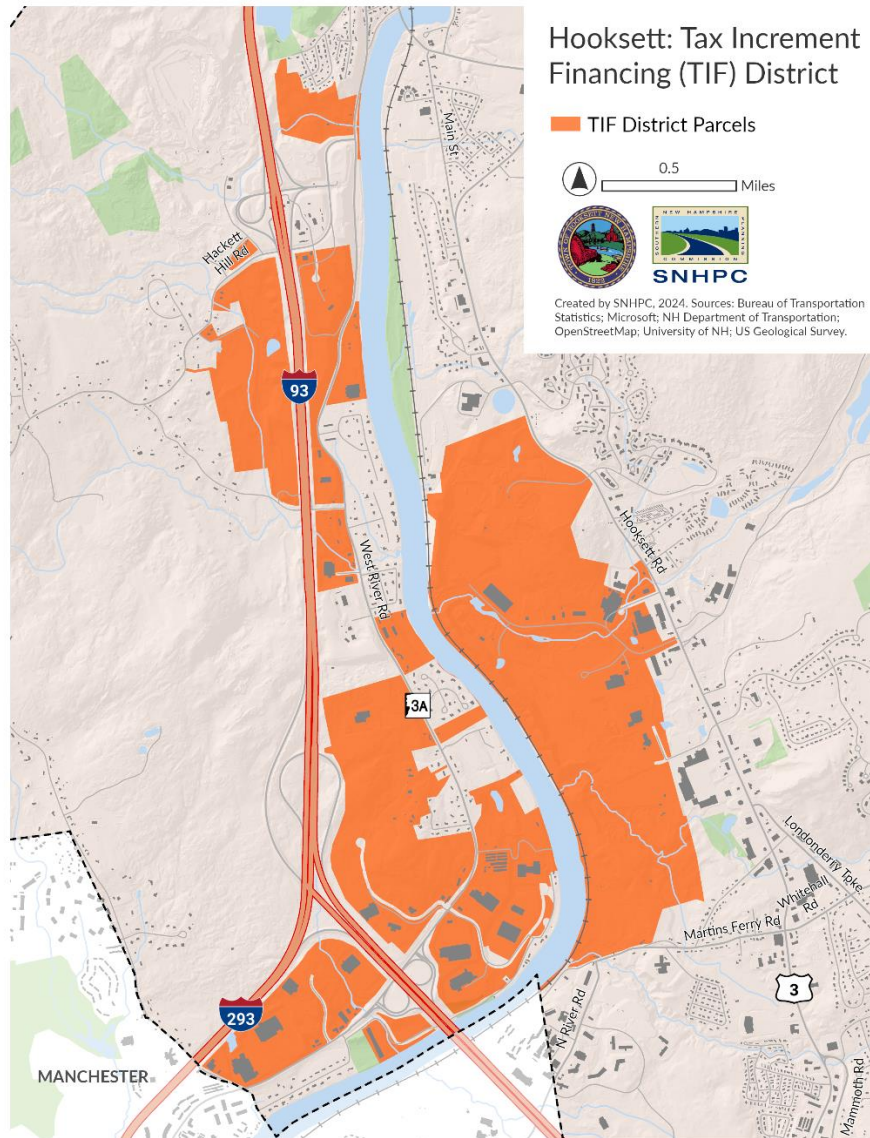 Hooksett: Tax Increment
Financing (TIF) District
TIF District Parcels
0.5
Miles
SOUTHERN NEW HAMPSHIRE PLANNING
COMMISSION
SNHPC
Created by SNHPC, 2024. Sources: Bureau of Transportation
Statistics; Microsoft; NH Department of Transportation;
OpenStreetMap; University of NH; US Geological Survey.
Main St
Hackett
Hill Rd
93
West River Rd
Hooksett Rd
3A
Londonderry Tpke
Whitehall
Rd
Martins Ferry Rd
3
N River Rd
293
MANCHESTER
Mammoth Rd